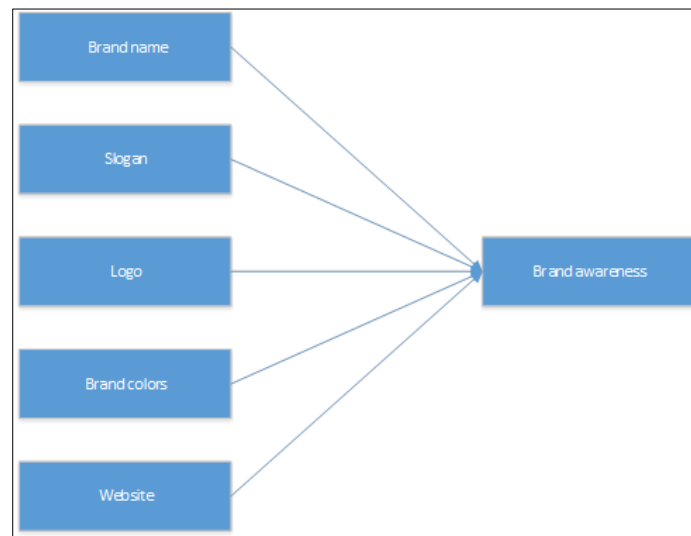 Brand name
Slogan
Logo
Brand awareness
Brand colors
Website